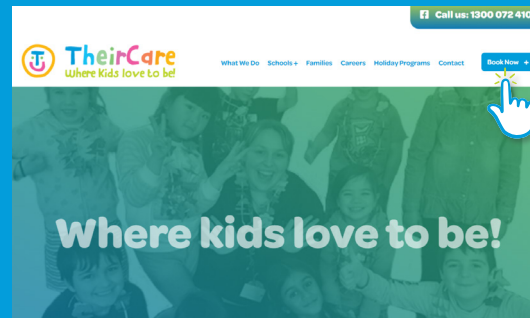 Call us: 1300 072 410
TheirCare
Where Kids love to be!
What We Do Schools + Families Careers Holiday Programs Contact
Book Now +
Where kids love to be!